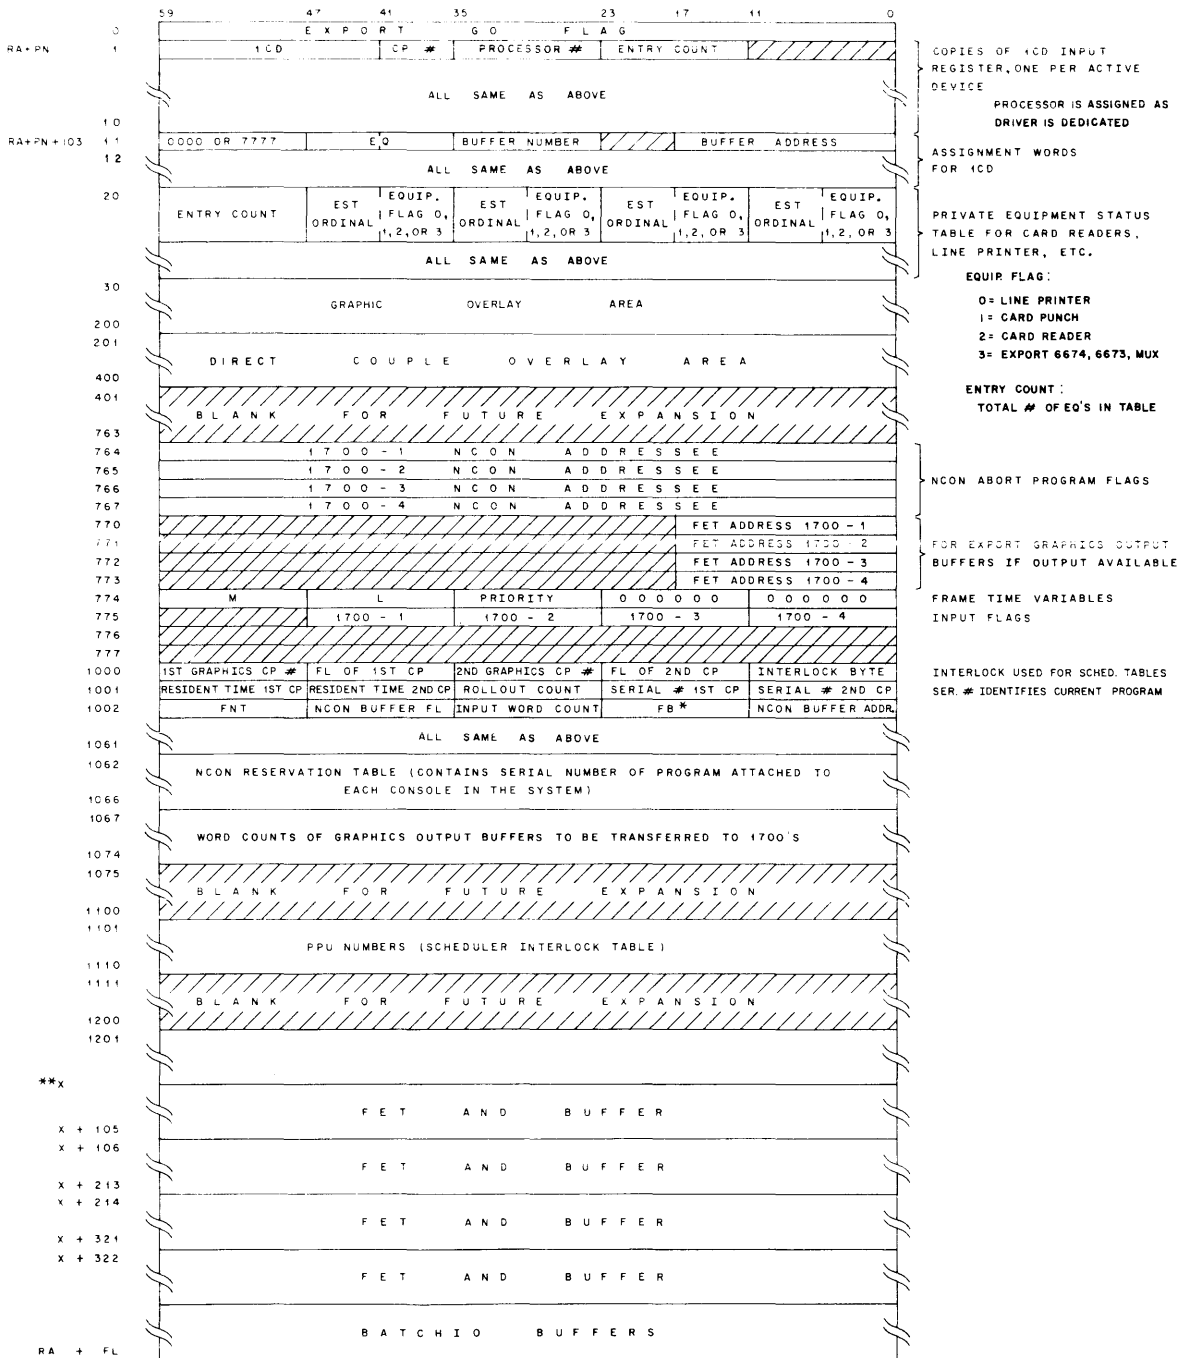 59 47 41 35 23 17 11 0
0 EXPORT GO FLAG
RA+PN 1 1CD CP # PROCESSOR # ENTRY COUNT
COPIES OF 1CD INPUT
REGISTER, ONE PER ACTIVE
DEVICE
PROCESSOR IS ASSIGNED AS
DRIVER IS DEDICATED
ALL SAME AS ABOVE
10
RA+PN+103 11 0000 OR 7777 EQ BUFFER NUMBER BUFFER ADDRESS
12
ALL SAME AS ABOVE
ASSIGNMENT WORDS
FOR 1CD
20
ENTRY COUNT EST ORDINAL EQUIP. FLAG 0, 1, 2, OR 3 EST ORDINAL EQUIP. FLAG 0, 1, 2, OR 3 EST ORDINAL EQUIP. FLAG 0, 1, 2, OR 3 EST ORDINAL EQUIP. FLAG 0, 1, 2, OR 3
PRIVATE EQUIPMENT STATUS
TABLE FOR CARD READERS,
LINE PRINTER, ETC.
ALL SAME AS ABOVE
EQUIP. FLAG:
0= LINE PRINTER
1= CARD PUNCH
2= CARD READER
3= EXPORT 6674, 6673, MUX
ENTRY COUNT:
TOTAL # OF EQ'S IN TABLE
30
GRAPHIC OVERLAY AREA
200
201
DIRECT COUPLE OVERLAY AREA
400
401
BLANK FOR FUTURE EXPANSION
763
764 1700-1 NCON ADDRESSEE
765 1700-2 NCON ADDRESSEE
766 1700-3 NCON ADDRESSEE
767 1700-4 NCON ADDRESSEE
NCON ABORT PROGRAM FLAGS
770 FET ADDRESS 1700-1
771 FET ADDRESS 1700-2
772 FET ADDRESS 1700-3
773 FET ADDRESS 1700-4
FOR EXPORT GRAPHICS OUTPUT
BUFFERS IF OUTPUT AVAILABLE
774 M L PRIORITY 000000 000000 FRAME TIME VARIABLES
775 1700-1 1700-2 1700-3 1700-4 INPUT FLAGS
776
777
1000 1ST GRAPHICS CP # FL OF 1ST CP 2ND GRAPHICS CP # FL OF 2ND CP INTERLOCK BYTE INTERLOCK USED FOR SCHED. TABLES
1001 RESIDENT TIME 1ST CP RESIDENT TIME 2ND CP ROLLOUT COUNT SERIAL # 1ST CP SERIAL # 2ND CP SER. # IDENTIFIES CURRENT PROGRAM
1002 FNT NCON BUFFER FL INPUT WORD COUNT FB* NCON BUFFER ADDR.
ALL SAME AS ABOVE
1061
1062
NCON RESERVATION TABLE (CONTAINS SERIAL NUMBER OF PROGRAM ATTACHED TO
EACH CONSOLE IN THE SYSTEM)
1066
1067
WORD COUNTS OF GRAPHICS OUTPUT BUFFERS TO BE TRANSFERRED TO 1700'S
1074
1075
BLANK FOR FUTURE EXPANSION
1100
1101
PPU NUMBERS (SCHEDULER INTERLOCK TABLE)
1110
1111
BLANK FOR FUTURE EXPANSION
1200
1201
**X
FET AND BUFFER
X + 105
X + 106
FET AND BUFFER
X + 213
X + 214
FET AND BUFFER
X + 321
X + 322
FET AND BUFFER
BATCHIO BUFFERS
RA + FL